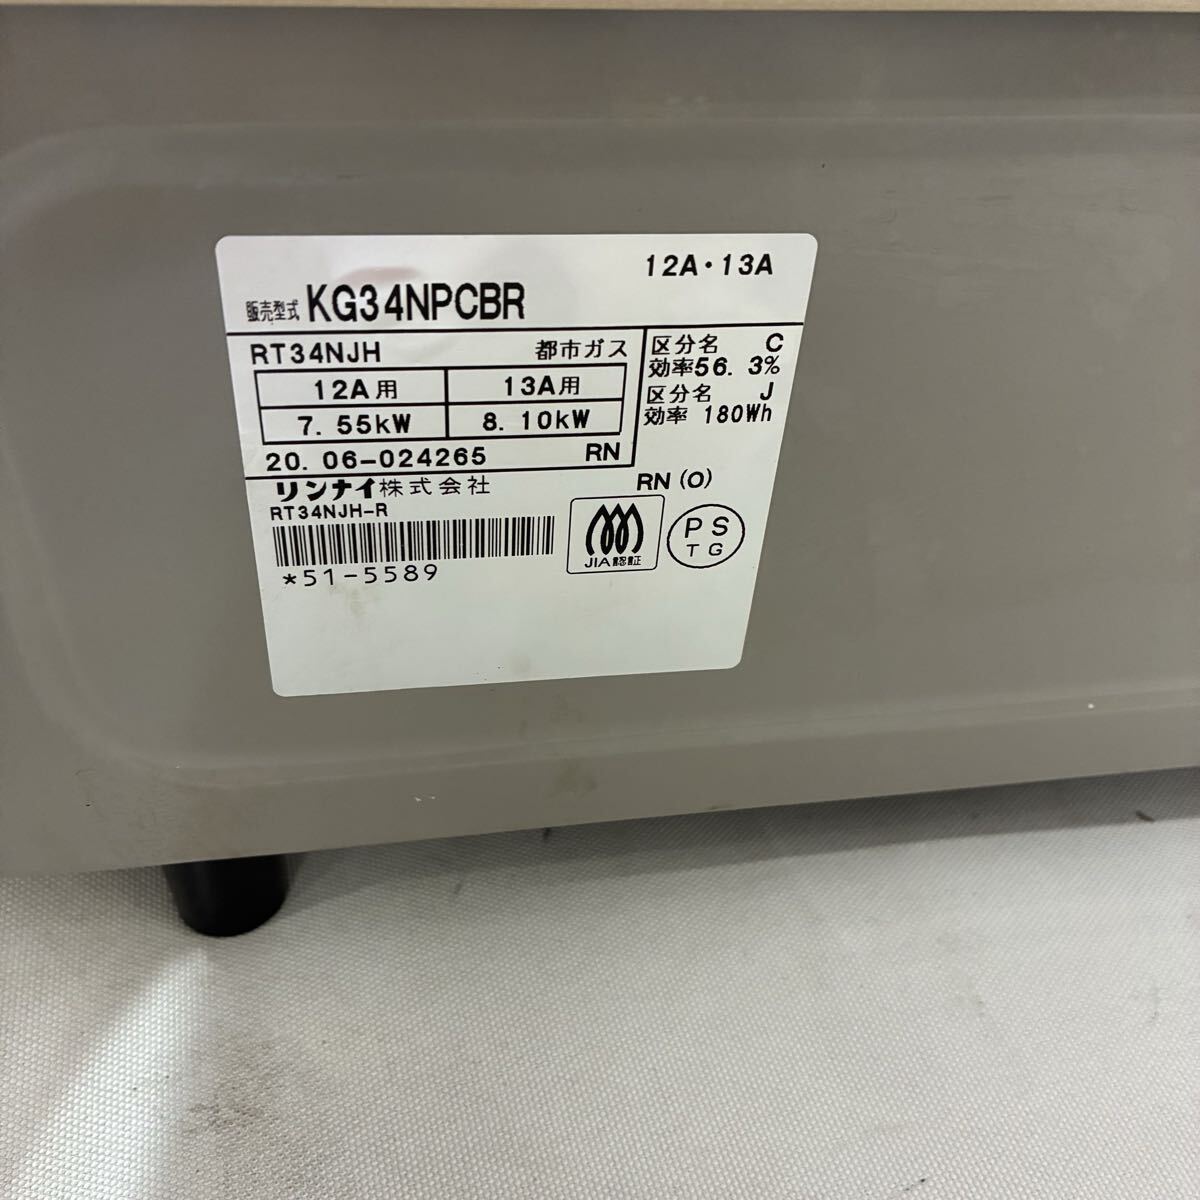 12A・13A
販売型式 KG34NPCBR
RT34NJH 都市ガス
12A用 13A用
7.55kW 8.10kW
20.06-024265 RN
区分名 C
効率56.3%
区分名 J
効率 180Wh
リンナイ株式会社
RN(O)
RT34NJH-R
*51-5589
JIA認証
PS
TG